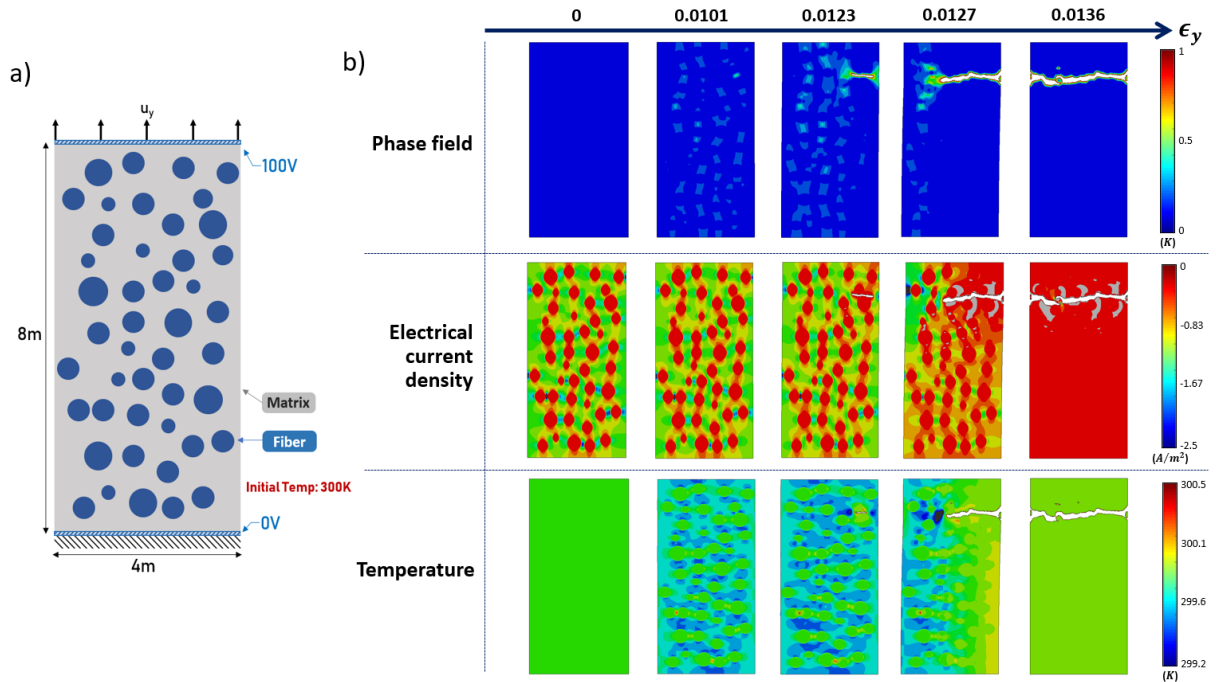 a)
u_y
100V
8m
Matrix
Fiber
Initial Temp: 300K
0V
4m
b)
0 0.0101 0.0123 0.0127 0.0136
ϵ_y
Phase field
1
0.5
0
(K)
Electrical
current
density
0
-0.83
-1.67
-2.5
(A/m²)
Temperature
300.5
300.1
299.6
299.2
(K)